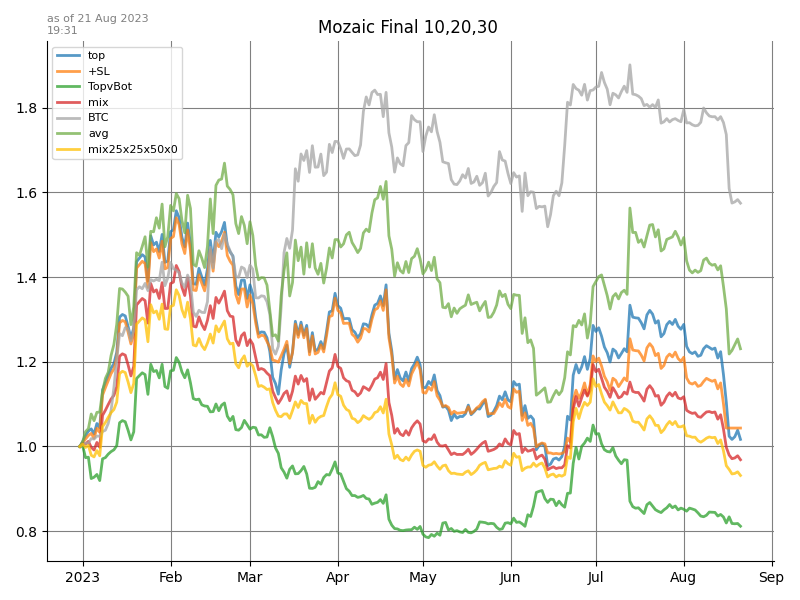 as of 21 Aug 2023
19:31
Mozaic Final 10,20,30
top
+SL
TopvBot
mix
BTC
avg
mix25x25x50x0
1.8
1.6
1.4
1.2
1.0
0.8
2023 Feb Mar Apr May Jun Jul Aug Sep